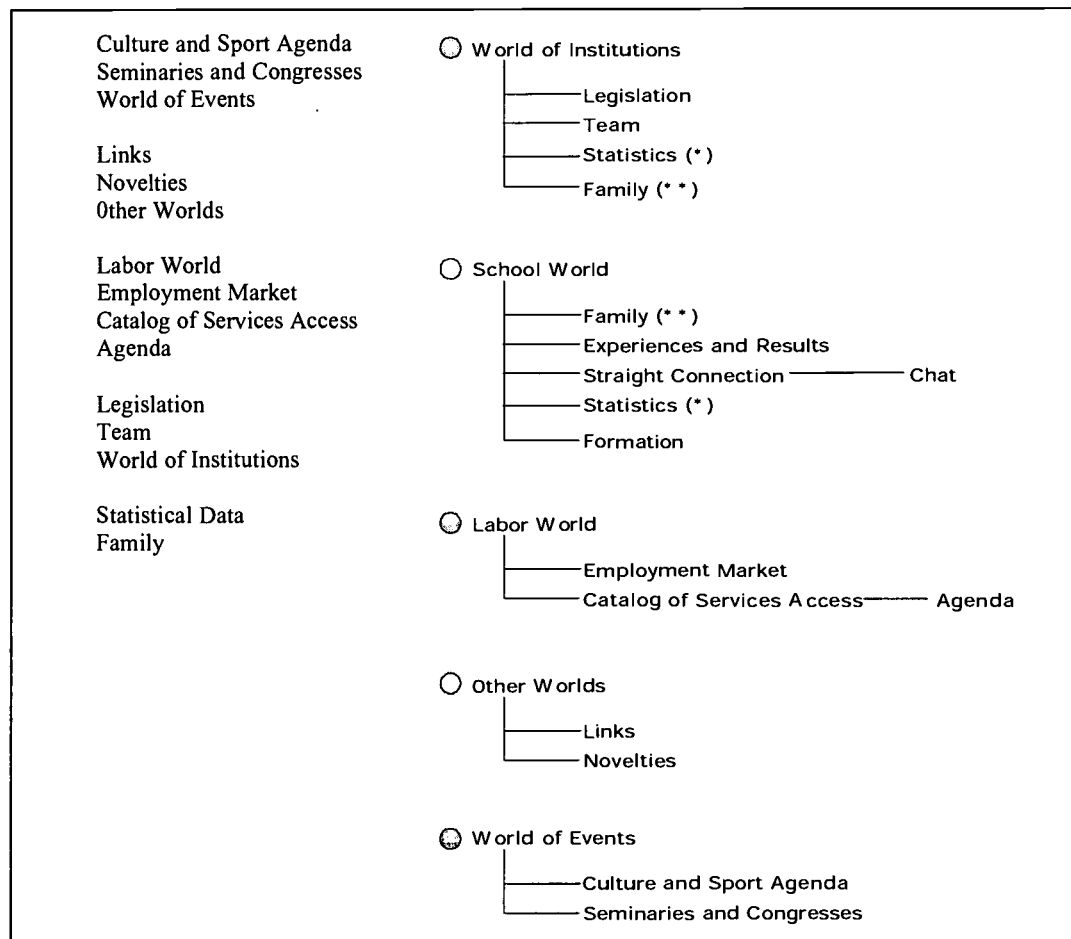 Culture and Sport Agenda
Seminaries and Congresses
World of Events
Links
Novelties
Other Worlds
Labor World
Employment Market
Catalog of Services Access
Agenda
Legislation
Team
World of Institutions
Statistical Data
Family
World of Institutions
Legislation
Team
Statistics (*)
Family (* *)
School World
Family (* *)
Experiences and Results
Straight Connection Chat
Statistics (*)
Formation
Labor World
Employment Market
Catalog of Services Access Agenda
Other Worlds
Links
Novelties
World of Events
Culture and Sport Agenda
Seminaries and Congresses